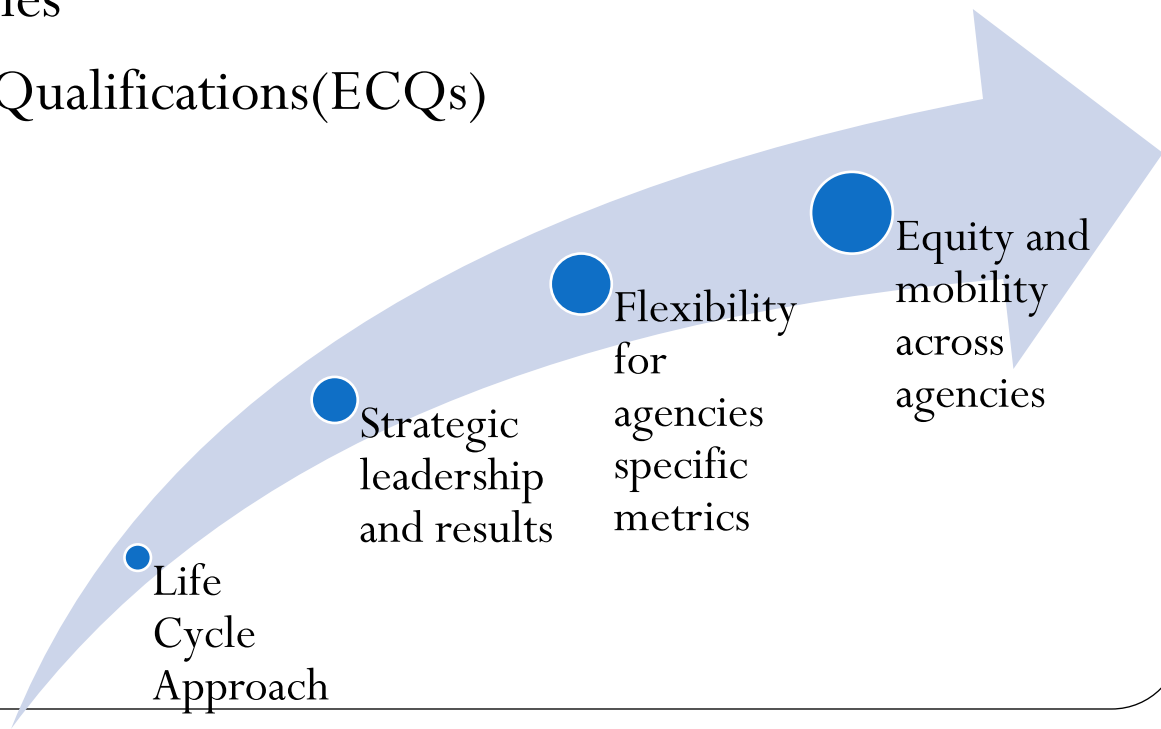 Qualifications(ECQs)
Equity and
mobility
across
agencies
Flexibility
for
agencies
specific
metrics
Strategic
leadership
and results
Life
Cycle
Approach